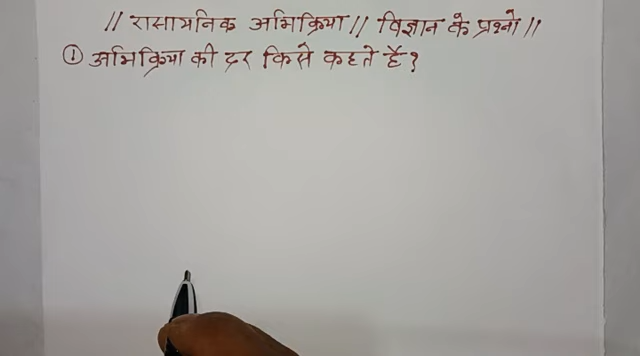 // रासायनिक अभिक्रिया // विज्ञान के प्रश्नो //
① अभिक्रिया की दर किसे कहते है?